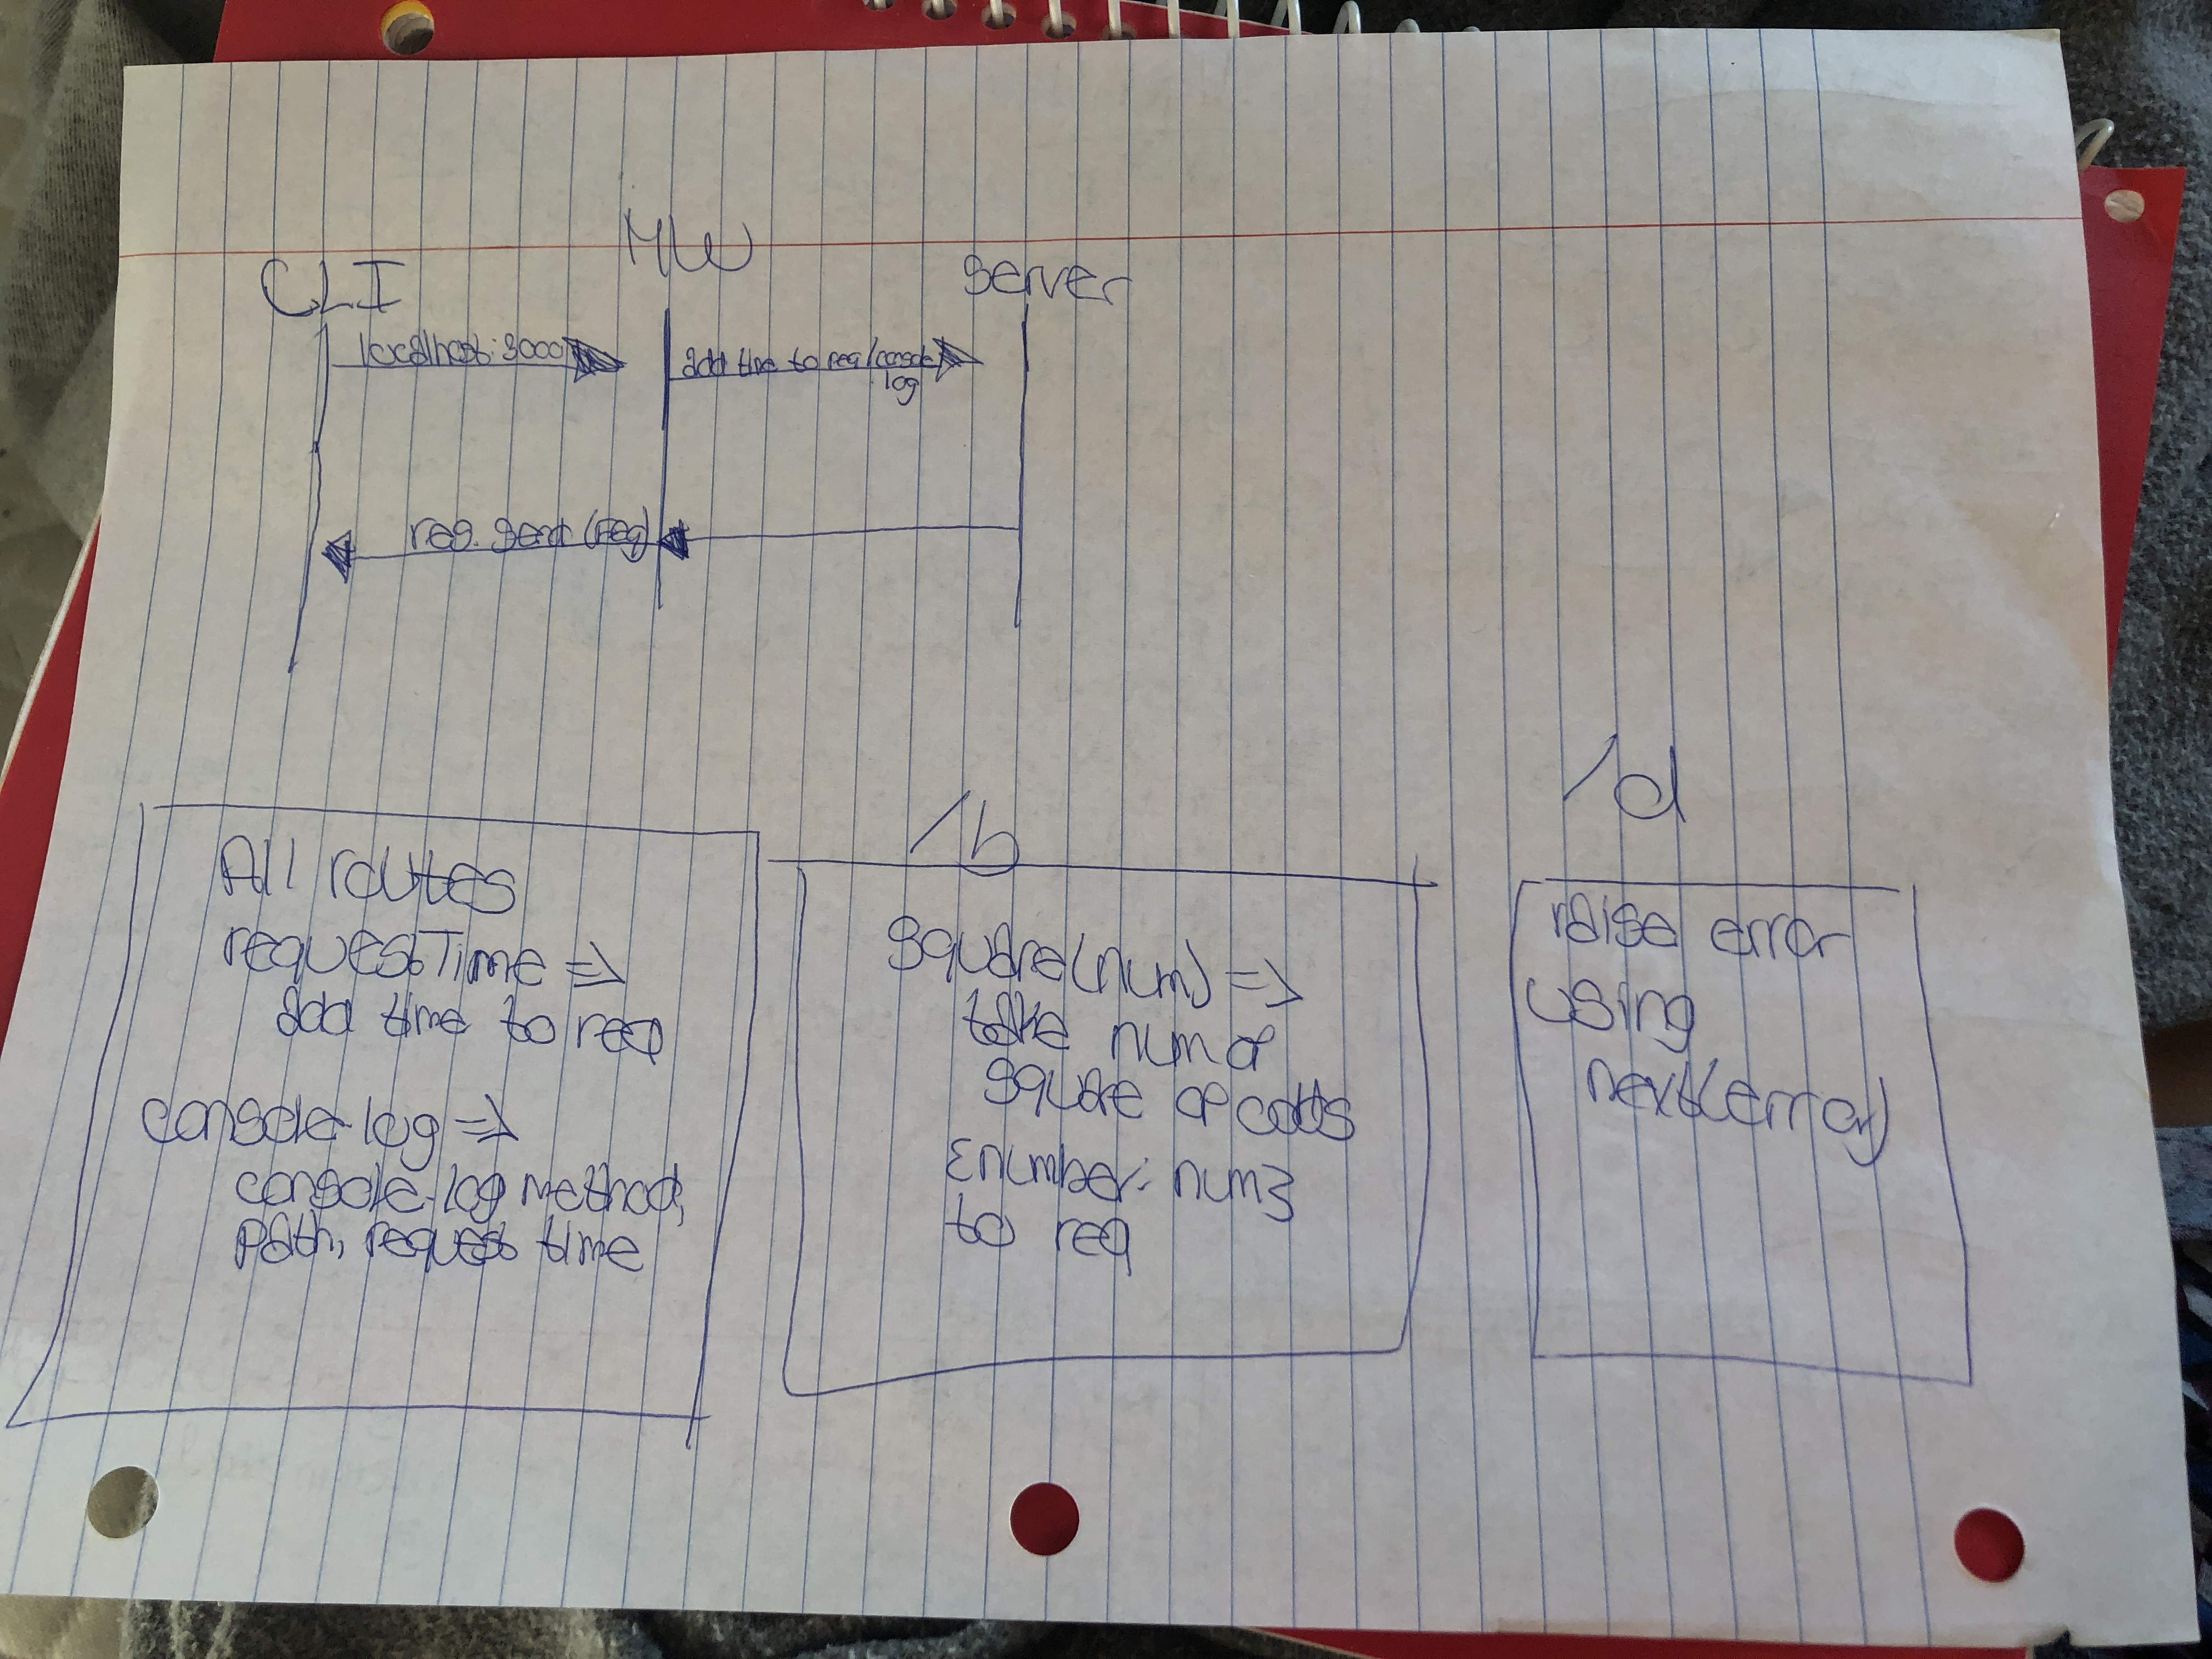 CLI
MW
server
localhost:3000
add time to req/console
log
res.send(req)
All routes
requestTime =>
add time to req
console-log =>
console-log method,
path, request time
/b
square(num) =>
take num or
square op
{number: num}
to req
/d
raise error
using
next(error)